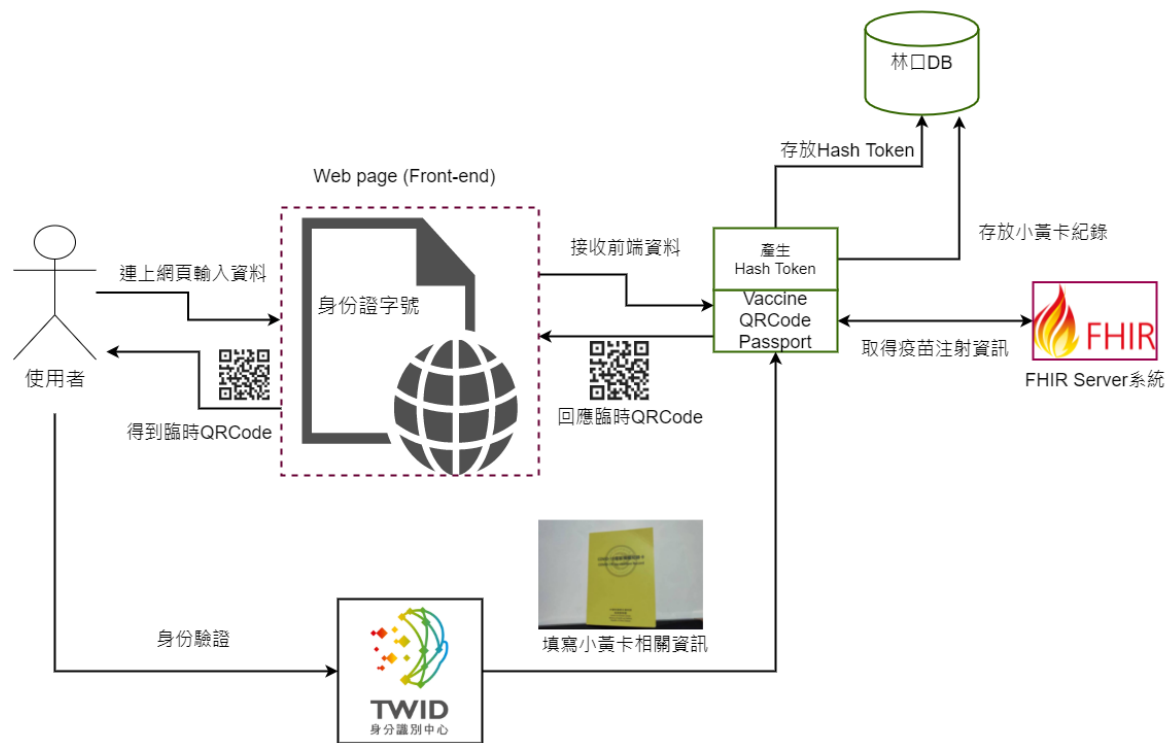 林口DB
存放Hash Token
Web page (Front-end)
接收前端資料
產生
Hash Token
存放小黃卡紀錄
連上網頁輸入資料
身份證字號
Vaccine
QRCode
Passport
FHIR
取得疫苗注射資訊
FHIR Server系統
使用者
得到臨時QRCode
回應臨時QRCode
身份驗證
填寫小黃卡相關資訊
TWID
身分識別中心